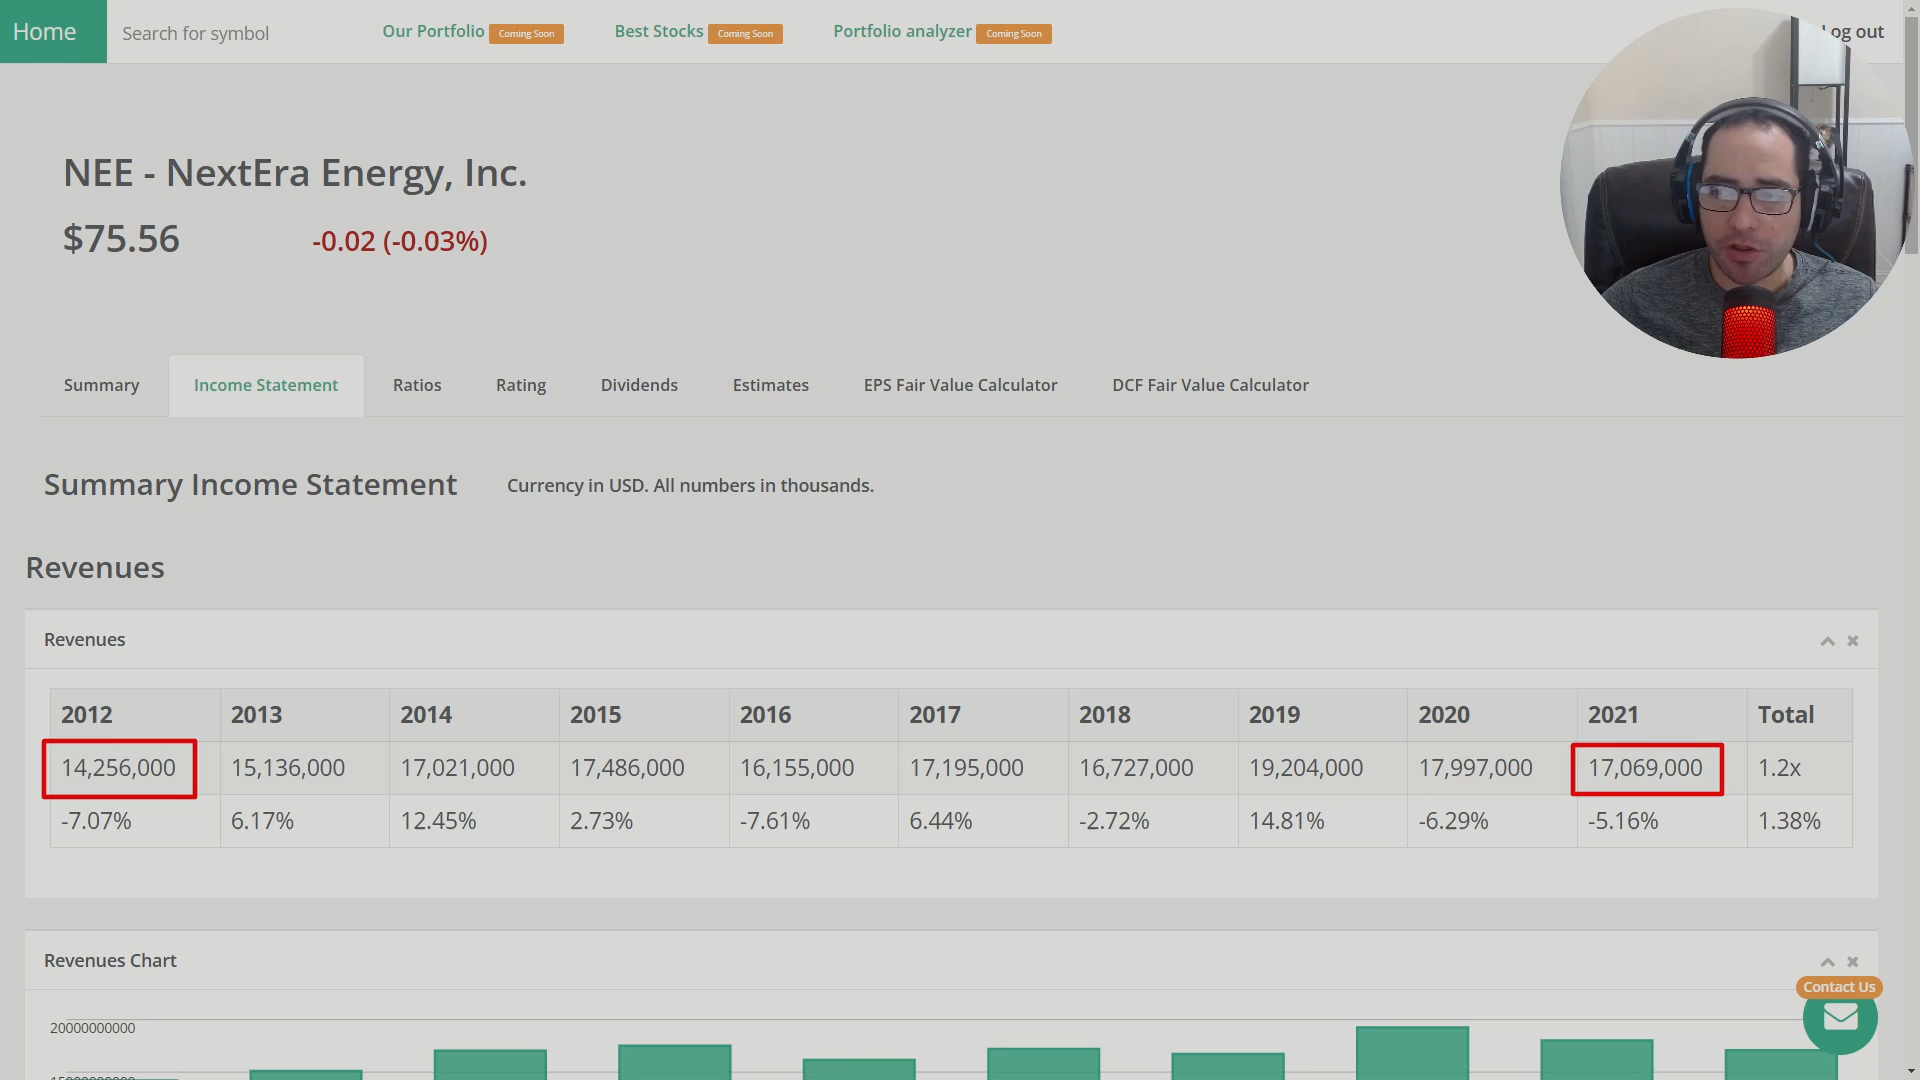 Home Search for symbol Our Portfolio Coming Soon Best Stocks Coming Soon Portfolio analyzer Coming Soon Log out
NEE - NextEra Energy, Inc.
$75.56 -0.02 (-0.03%)
Summary Income Statement Ratios Rating Dividends Estimates EPS Fair Value Calculator DCF Fair Value Calculator
Summary Income Statement Currency in USD. All numbers in thousands.
Revenues
Revenues
2012 2013 2014 2015 2016 2017 2018 2019 2020 2021 Total
14,256,000 15,136,000 17,021,000 17,486,000 16,155,000 17,195,000 16,727,000 19,204,000 17,997,000 17,069,000 1.2x
-7.07% 6.17% 12.45% 2.73% -7.61% 6.44% -2.72% 14.81% -6.29% -5.16% 1.38%
Revenues Chart
Contact Us
20000000000